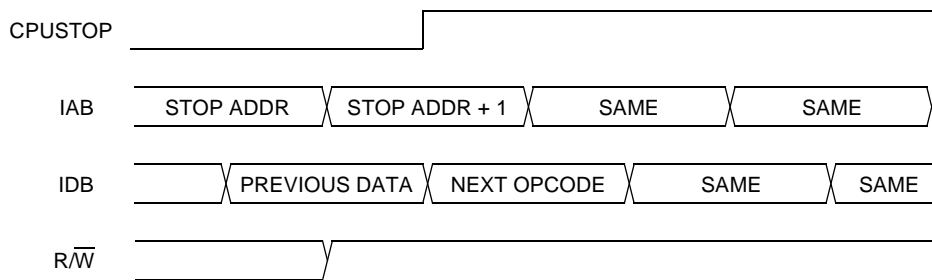 CPUSTOP
IAB STOP ADDR STOP ADDR + 1 SAME SAME
IDB PREVIOUS DATA NEXT OPCODE SAME SAME
R/W̅